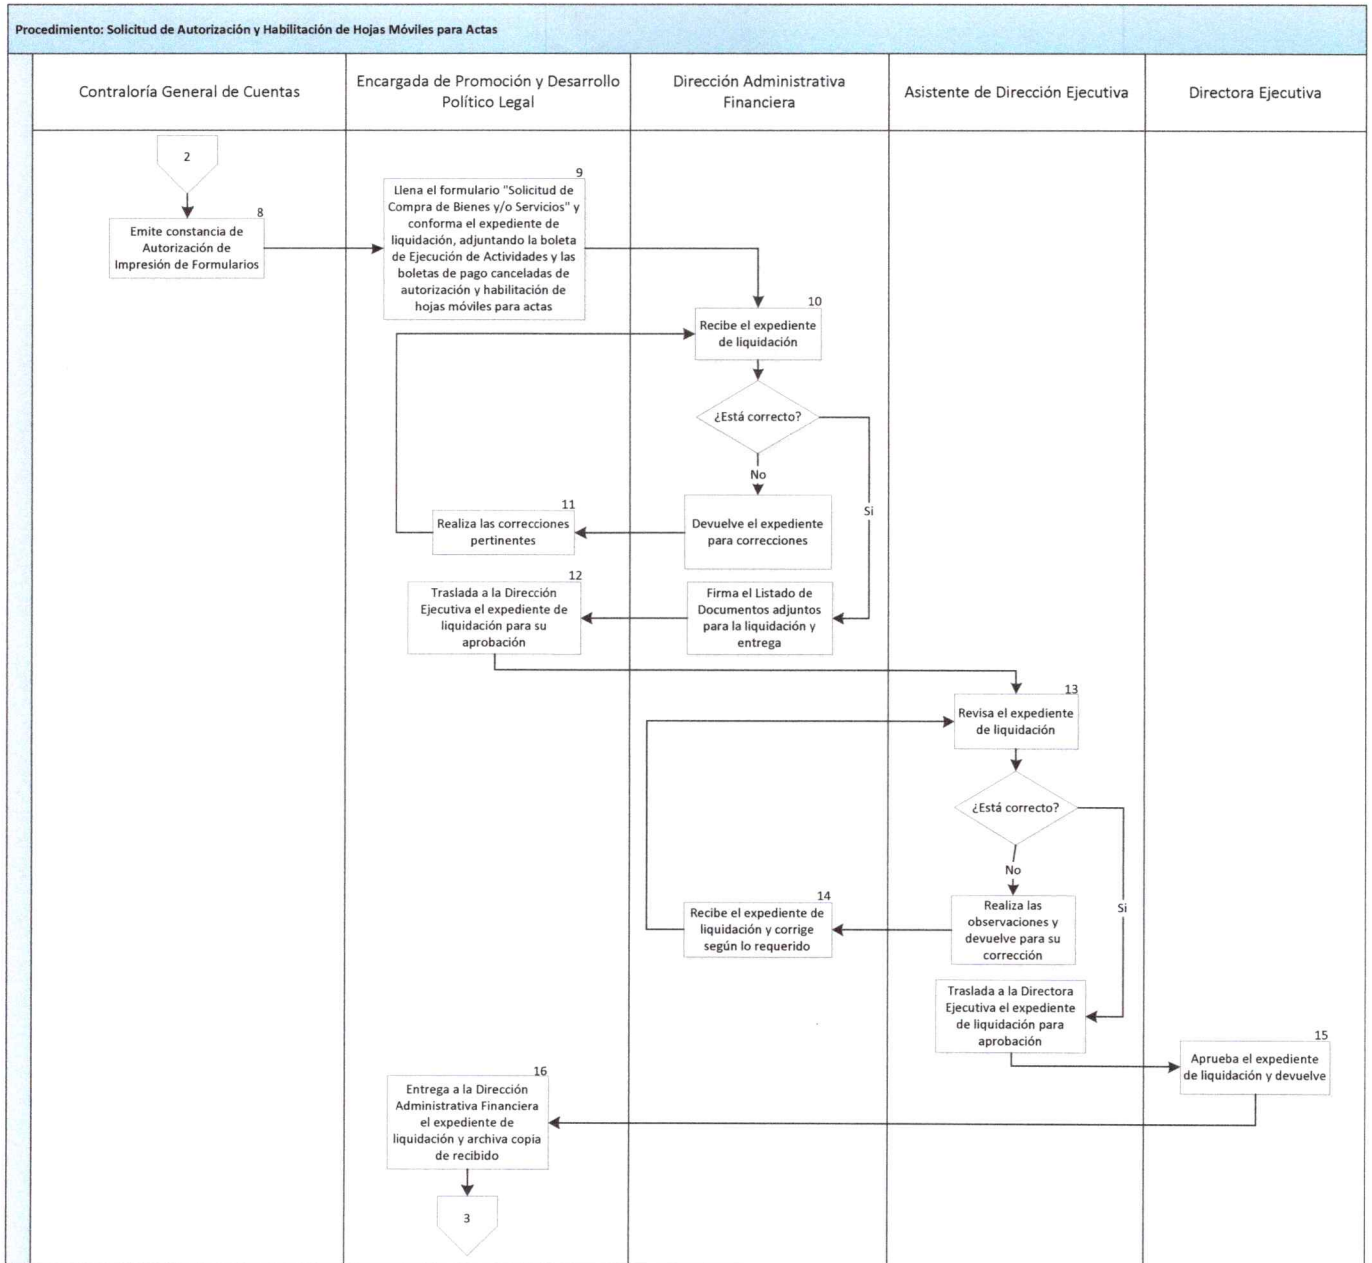 Procedimiento: Solicitud de Autorización y Habilitación de Hojas Móviles para Actas
Contraloría General de Cuentas
Encargada de Promoción y Desarrollo
Político Legal
Dirección Administrativa
Financiera
Asistente de Dirección Ejecutiva
Directora Ejecutiva
2
8
Emite constancia de
Autorización de
Impresión de Formularios
9
Llena el formulario "Solicitud de
Compra de Bienes y/o Servicios" y
conforma el expediente de
liquidación, adjuntando la boleta
de Ejecución de Actividades y las
boletas de pago canceladas de
autorización y habilitación de
hojas móviles para actas
10
Recibe el expediente
de liquidación
¿Está correcto?
No
Si
Devuelve el expediente
para correcciones
11
Realiza las correcciones
pertinentes
Firma el Listado de
Documentos adjuntos
para la liquidación y
entrega
12
Traslada a la Dirección
Ejecutiva el expediente de
liquidación para su
aprobación
13
Revisa el expediente
de liquidación
¿Está correcto?
No
Si
Realiza las
observaciones y
devuelve para su
corrección
14
Recibe el expediente de
liquidación y corrige
según lo requerido
Traslada a la Directora
Ejecutiva el expediente
de liquidación para
aprobación
15
Aprueba el expediente
de liquidación y devuelve
16
Entrega a la Dirección
Administrativa Financiera
el expediente de
liquidación y archiva copia
de recibido
3